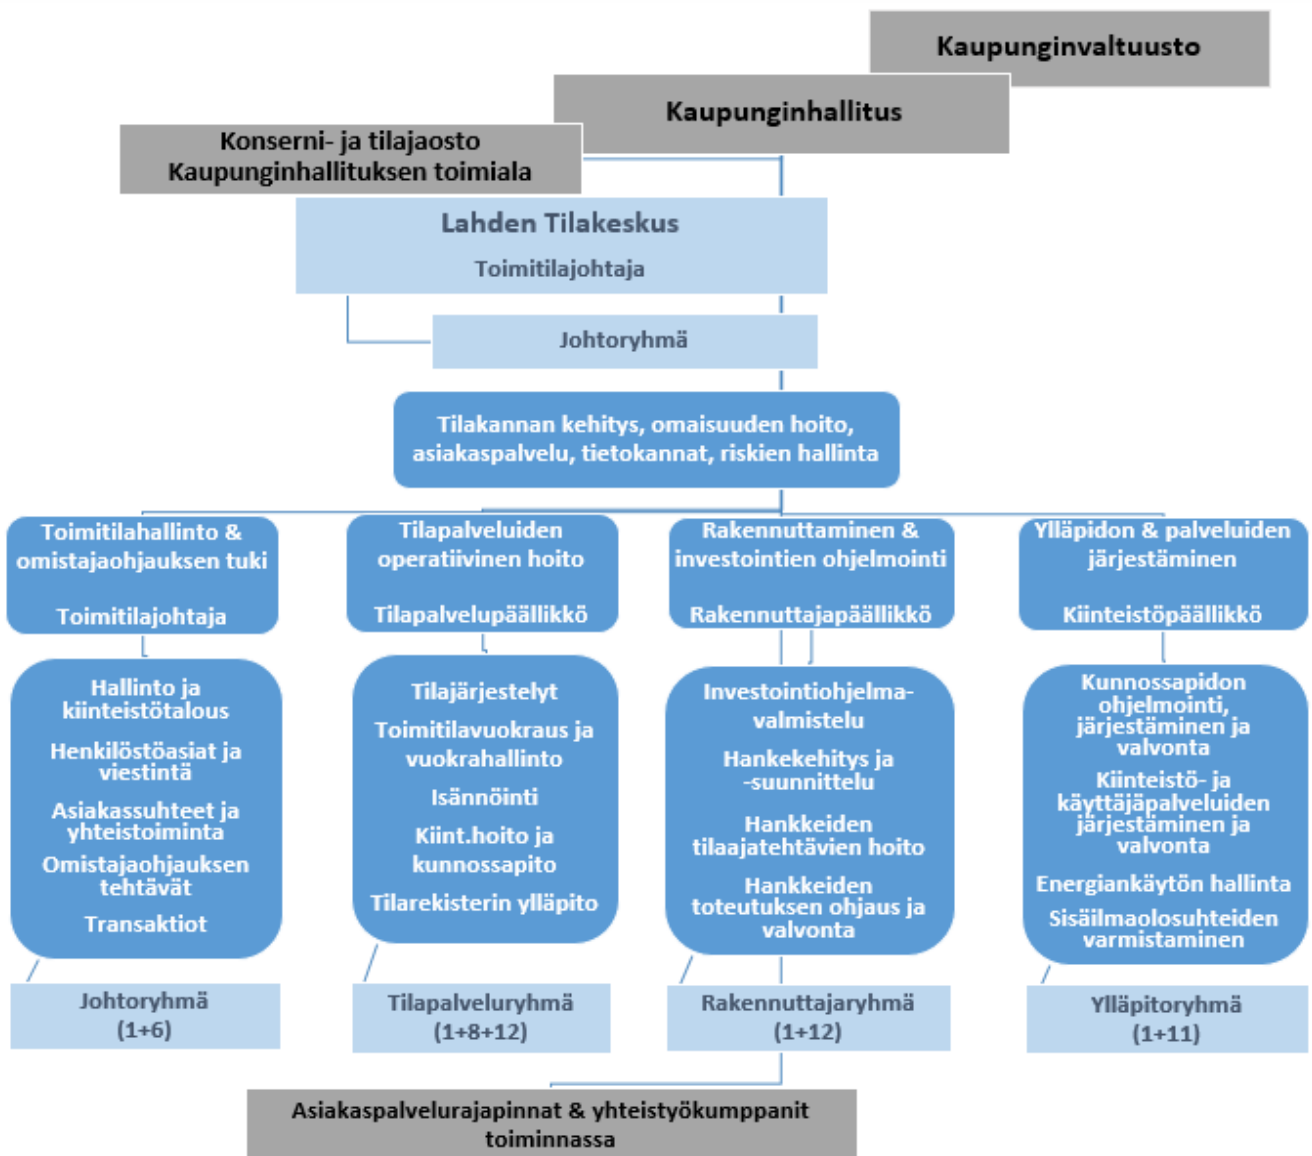 Kaupunginvaltuusto
Kaupunginhallitus
Konserni- ja tilajaosto
Kaupunginhallituksen toimiala
Lahden Tilakeskus
Toimitilajohtaja
Johtoryhmä
Tilakannan kehitys, omaisuuden hoito,
asiakaspalvelu, tietokannat, riskien hallinta
Toimitilahallinto &
omistajaohjauksen tuki
Toimitilajohtaja
Hallinto ja
kiinteistötalous
Henkilöstöasiat ja
viestintä
Asiakassuhteet ja
yhteistoiminta
Omistajaohjauksen
tehtävät
Transaktiot
Johtoryhmä
(1+6)
Tilapalveluiden
operatiivinen hoito
Tilapalvelupäällikkö
Tilajärjestelyt
Toimitilavuokraus ja
vuokrahallinto
Isännöinti
Kiint.hoito ja
kunnossapito
Tilarekisterin ylläpito
Tilapalveluryhmä
(1+8+12)
Rakennuttaminen &
investointien ohjelmointi
Rakennuttajapäällikkö
Investointiohjelma-
valmistelu
Hankekehitys ja
-suunnittelu
Hankkeiden
tilaajatehtävien hoito
Hankkeiden
toteutuksen ohjaus ja
valvonta
Rakennuttajaryhmä
(1+12)
Ylläpidon & palveluiden
järjestäminen
Kiinteistöpäällikkö
Kunnossapidon
ohjelmointi,
järjestäminen ja
valvonta
Kiinteistö- ja
käyttäjäpalveluiden
järjestäminen ja
valvonta
Energiankäytön hallinta
Sisäilmaolosuhteiden
varmistaminen
Ylläpitoryhmä
(1+11)
Asiakaspalvelurajapinnat & yhteistyökumppanit
toiminnassa